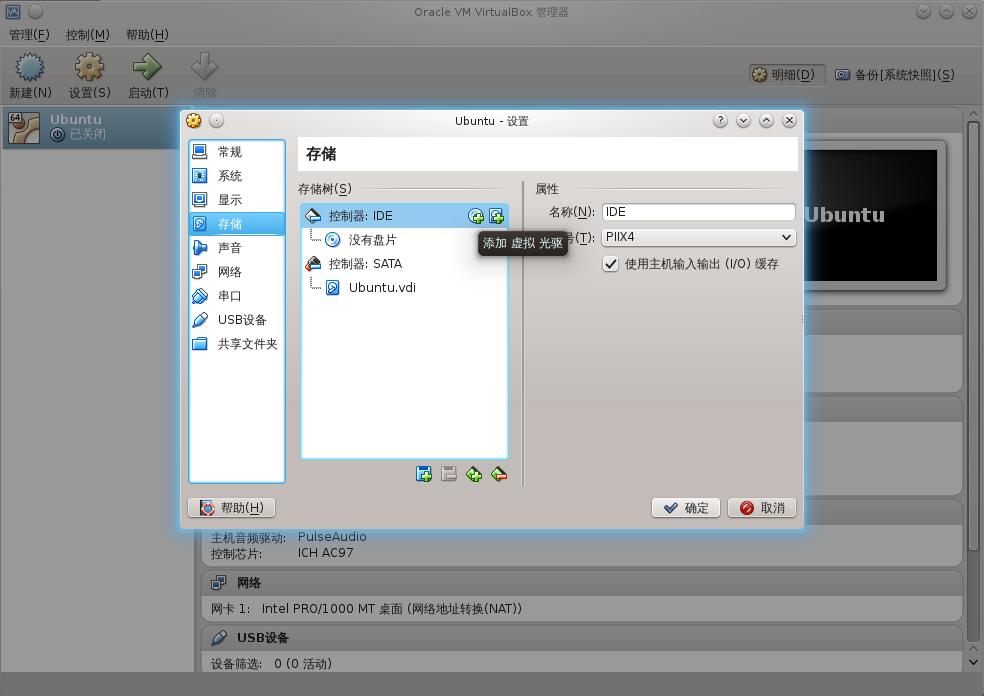 Oracle VM VirtualBox 管理器
管理(F) 控制(M) 帮助(H)
新建(N) 设置(S) 启动(T) 清除
明细(D) 备份[系统快照](S)
64
Ubuntu
已关闭
Ubuntu
Ubuntu - 设置
常规
系统
显示
存储
声音
网络
串口
USB设备
共享文件夹
存储
存储树(S)
控制器: IDE
没有盘片
控制器: SATA
Ubuntu.vdi
添加 虚拟 光驱
属性
名称(N): IDE
号(T): PIIX4
使用主机输入输出 (I/O) 缓存
帮助(H) 确定 取消
主机音频驱动: PulseAudio
控制芯片: ICH AC97
网络
网卡 1: Intel PRO/1000 MT 桌面 (网络地址转换(NAT))
USB设备
设备筛选: 0 (0 活动)